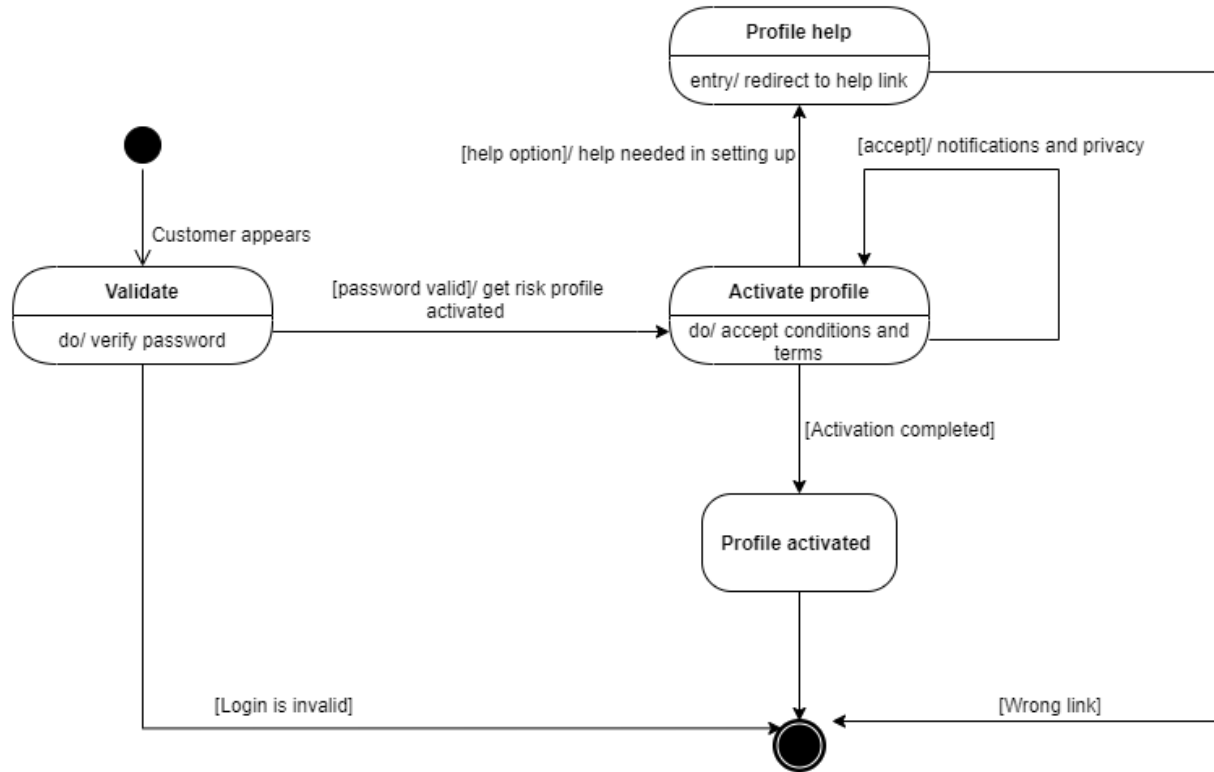 Profile help
entry/ redirect to help link
[help option]/ help needed in setting up
[accept]/ notifications and privacy
Customer appears
Validate
do/ verify password
[password valid]/ get risk profile
activated
Activate profile
do/ accept conditions and
terms
[Activation completed]
Profile activated
[Login is invalid]
[Wrong link]